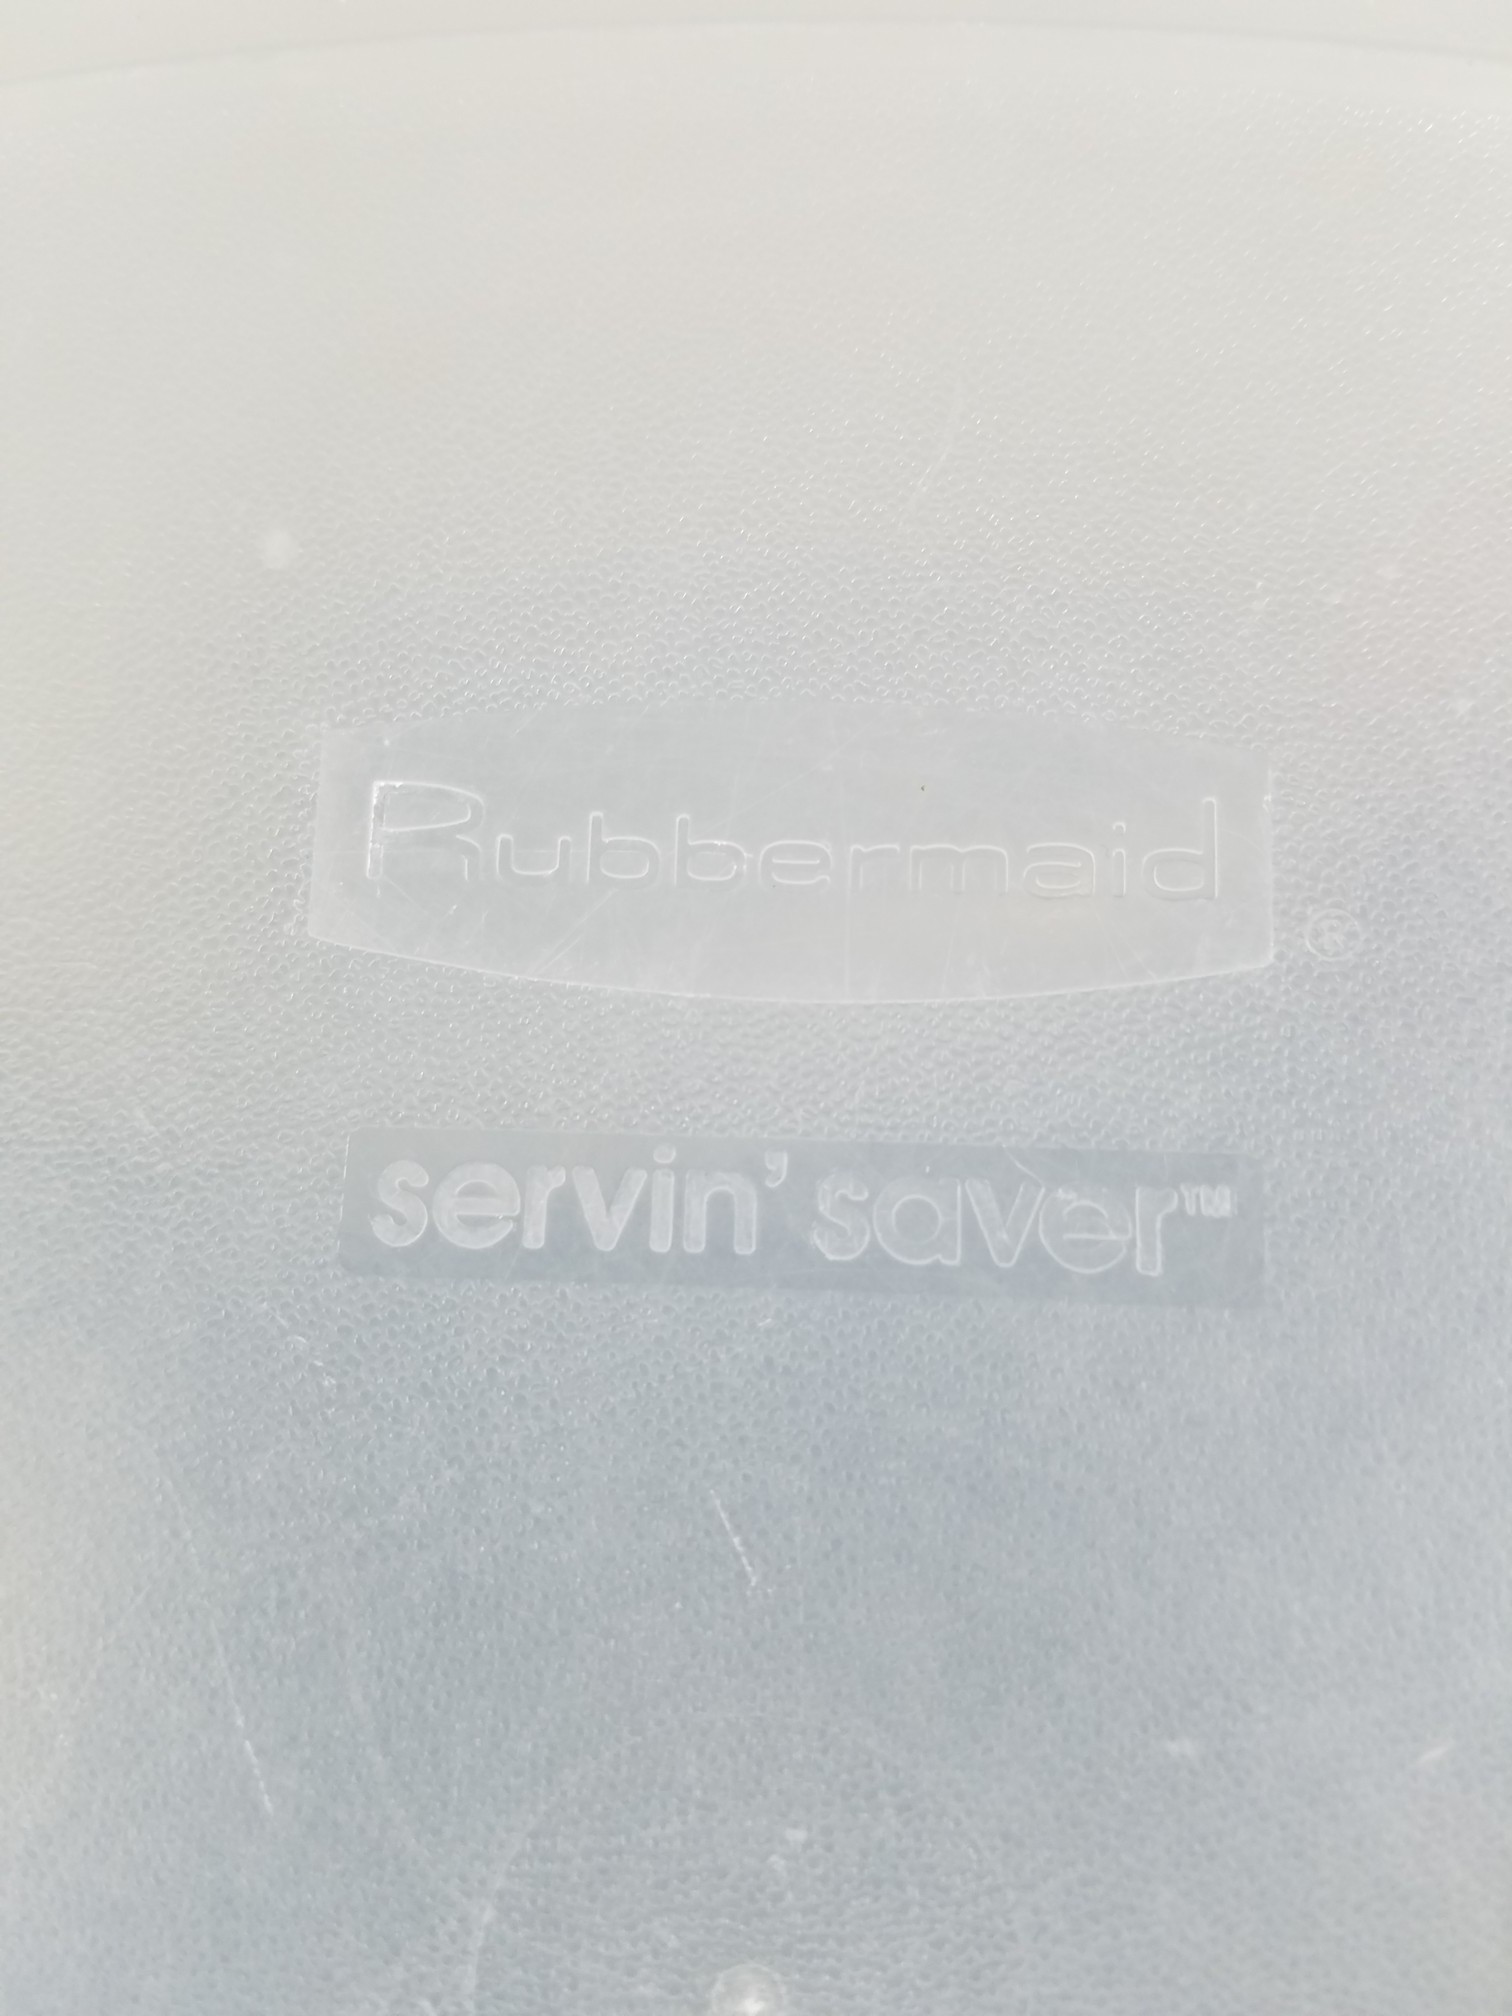 Rubbermaid
®
servin' saver™